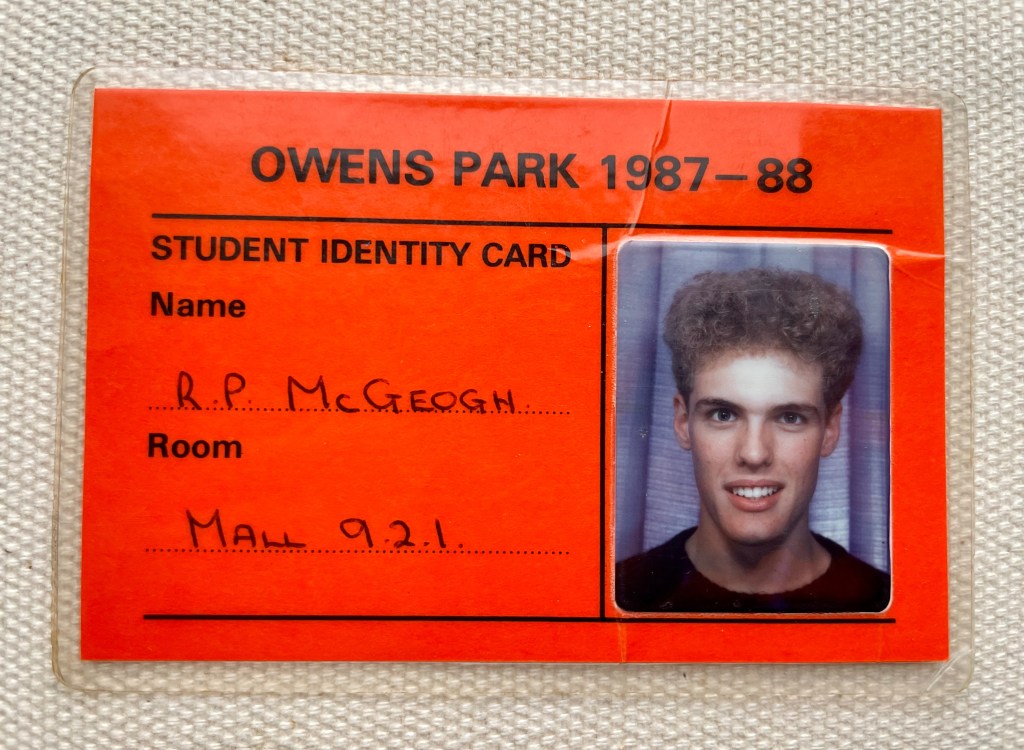 OWENS PARK 1987-88
STUDENT IDENTITY CARD
Name
R.P. McGEOGH.
Room
MALL 9.2.1.